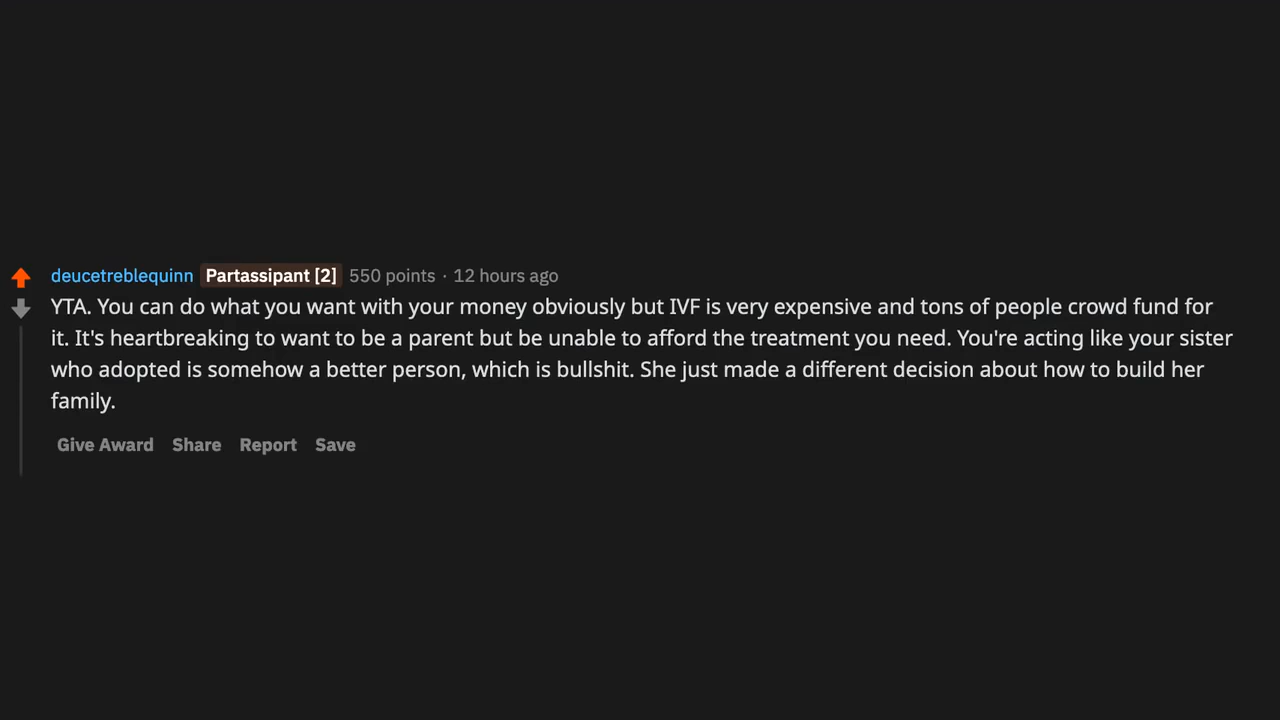 deucetreblequinn Partassipant [2] 550 points · 12 hours ago
YTA. You can do what you want with your money obviously but IVF is very expensive and tons of people crowd fund for
it. It's heartbreaking to want to be a parent but be unable to afford the treatment you need. You're acting like your sister
who adopted is somehow a better person, which is bullshit. She just made a different decision about how to build her
family.
Give Award Share Report Save